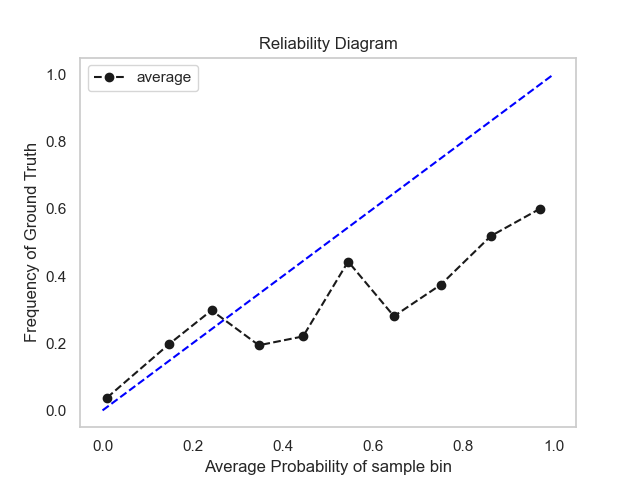 Reliability Diagram
average
Frequency of Ground Truth
1.0
0.8
0.6
0.4
0.2
0.0
0.0 0.2 0.4 0.6 0.8 1.0
Average Probability of sample bin